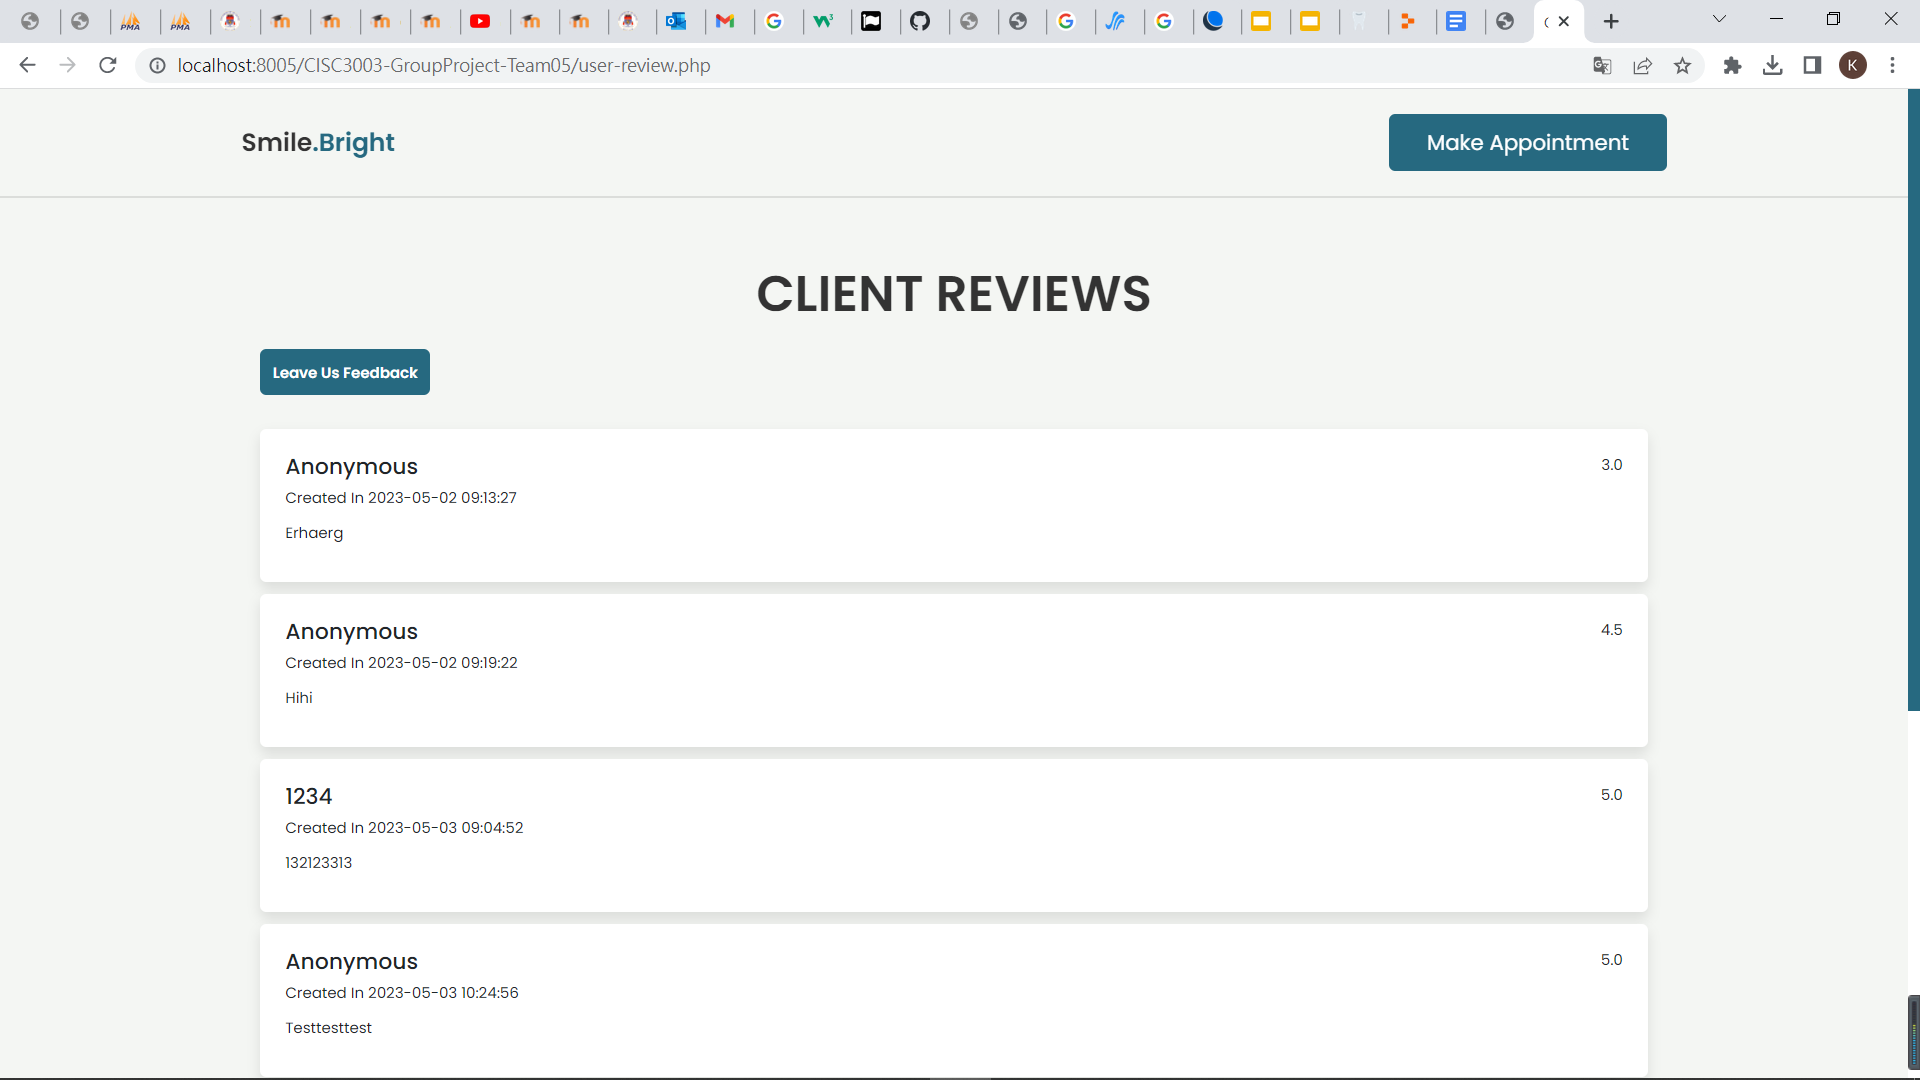 localhost:8005/CISC3003-GroupProject-Team05/user-review.php
K
Smile.Bright
Make Appointment
CLIENT REVIEWS
Leave Us Feedback
Anonymous
3.0
Created In 2023-05-02 09:13:27
Erhaerg
Anonymous
4.5
Created In 2023-05-02 09:19:22
Hihi
1234
5.0
Created In 2023-05-03 09:04:52
132123313
Anonymous
5.0
Created In 2023-05-03 10:24:56
Testtesttest